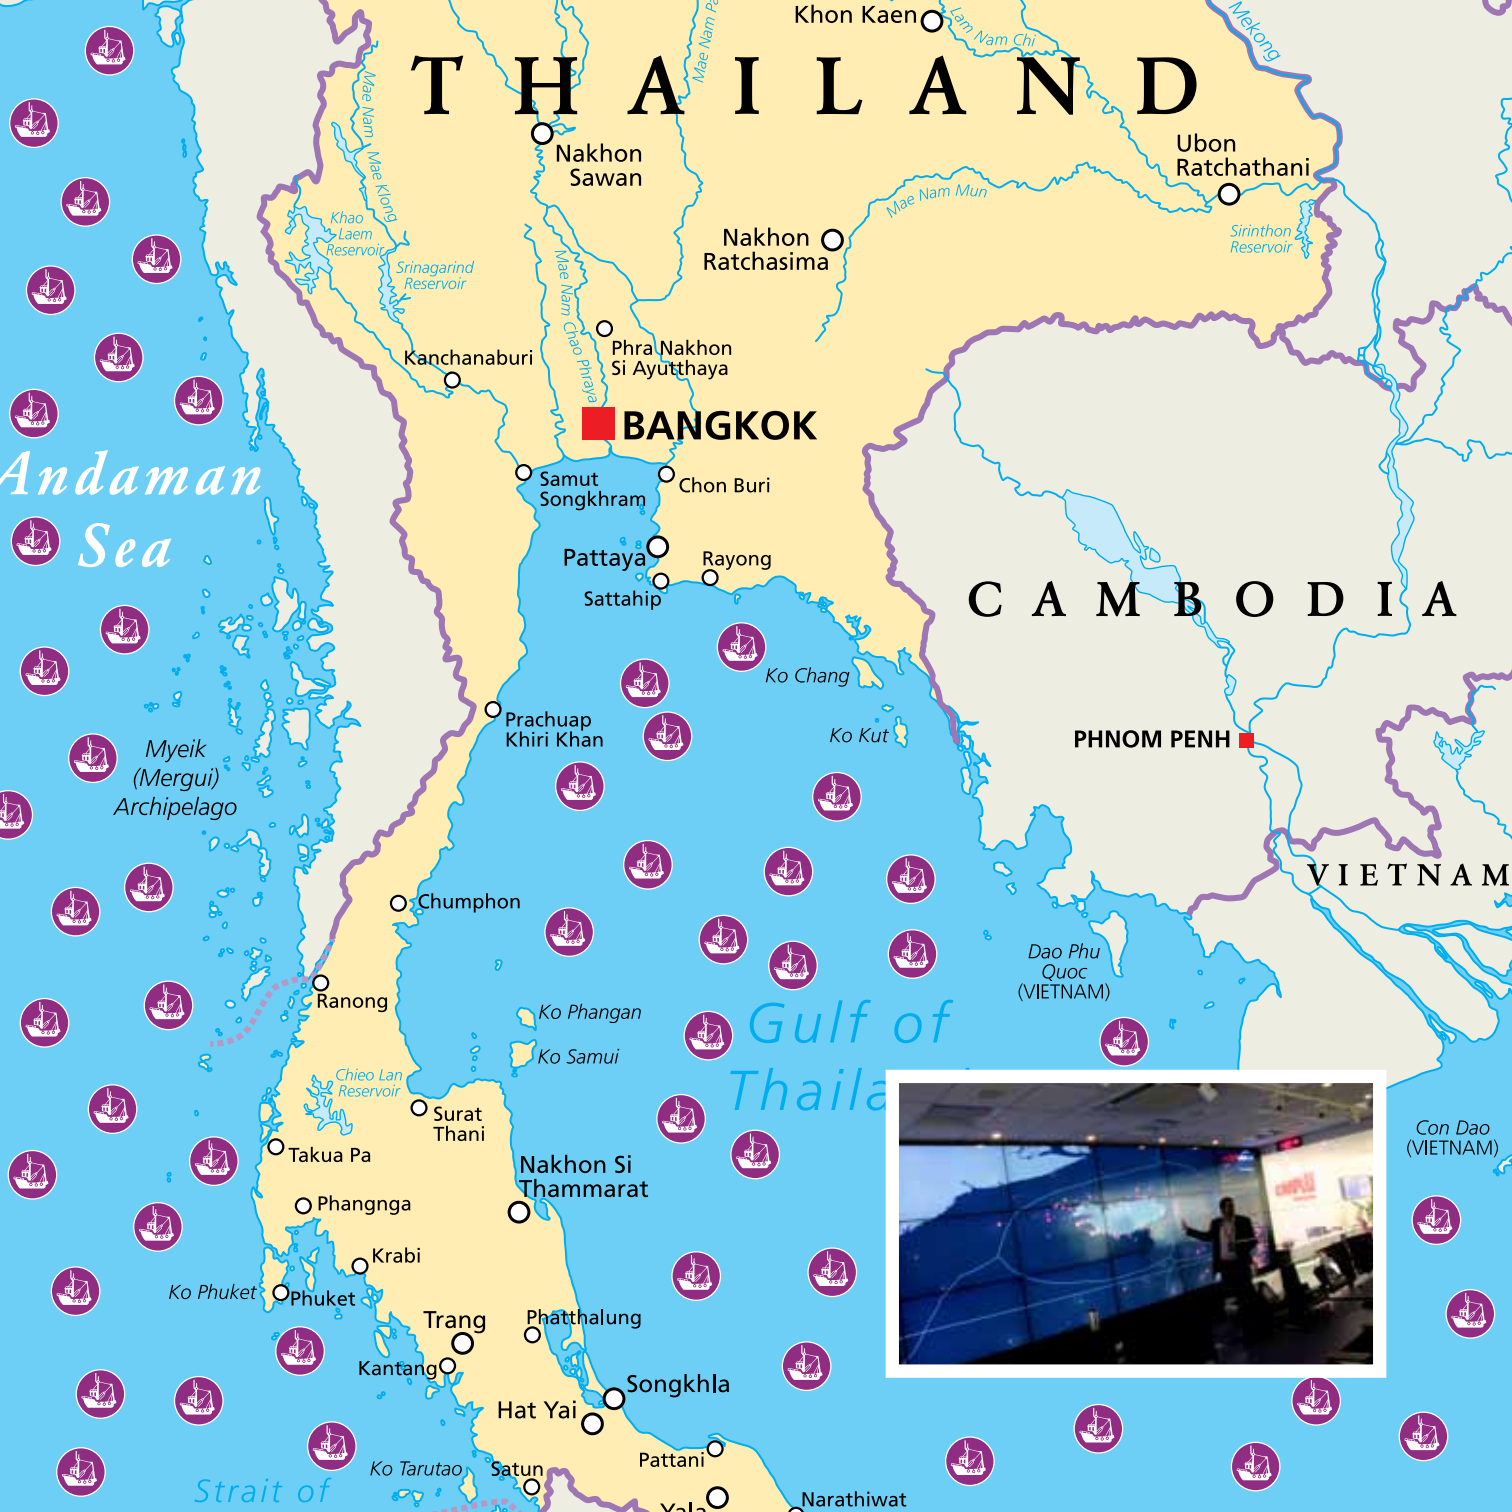 Khon Kaen
Lam Nam Chi
Mekong
Mae Nam Pa
THAILAND
Mae Nam Mae Klong
Nakhon
Sawan
Ubon
Ratchathani
Mae Nam Mun
Khao
Laem
Reservoir
Srinagarind
Reservoir
Nakhon
Ratchasima
Sirinthon
Reservoir
Mae Nam Chao Phraya
Kanchanaburi
Phra Nakhon
Si Ayutthaya
BANGKOK
Andaman
Sea
Samut
Songkhram
Chon Buri
Pattaya
Rayong
Sattahip
CAMBODIA
Ko Chang
Prachuap
Khiri Khan
Ko Kut
PHNOM PENH
Myeik
(Mergui)
Archipelago
VIETNAM
Chumphon
Dao Phu
Quoc
(VIETNAM)
Ranong
Ko Phangan
Gulf of
Thaila
Ko Samui
Chieo Lan
Reservoir
Surat
Thani
Con Dao
(VIETNAM)
Takua Pa
Nakhon Si
Thammarat
Phangnga
Krabi
Ko Phuket
Phuket
Trang
Phatthalung
Kantang
Songkhla
Hat Yai
Pattani
Ko Tarutao
Satun
Strait of
Yala
Narathiwat